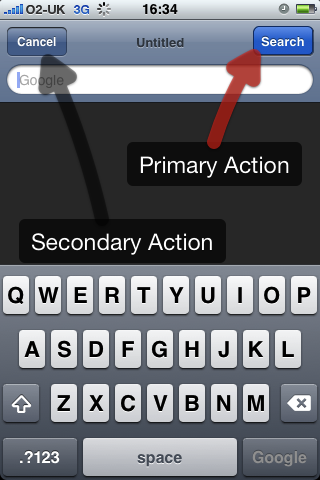 O2-UK 3G 16:34
Cancel Untitled Search
Google
Primary Action
Secondary Action
Q W E R T Y U I O P
A S D F G H J K L
Z X C V B N M
.?123 space Google